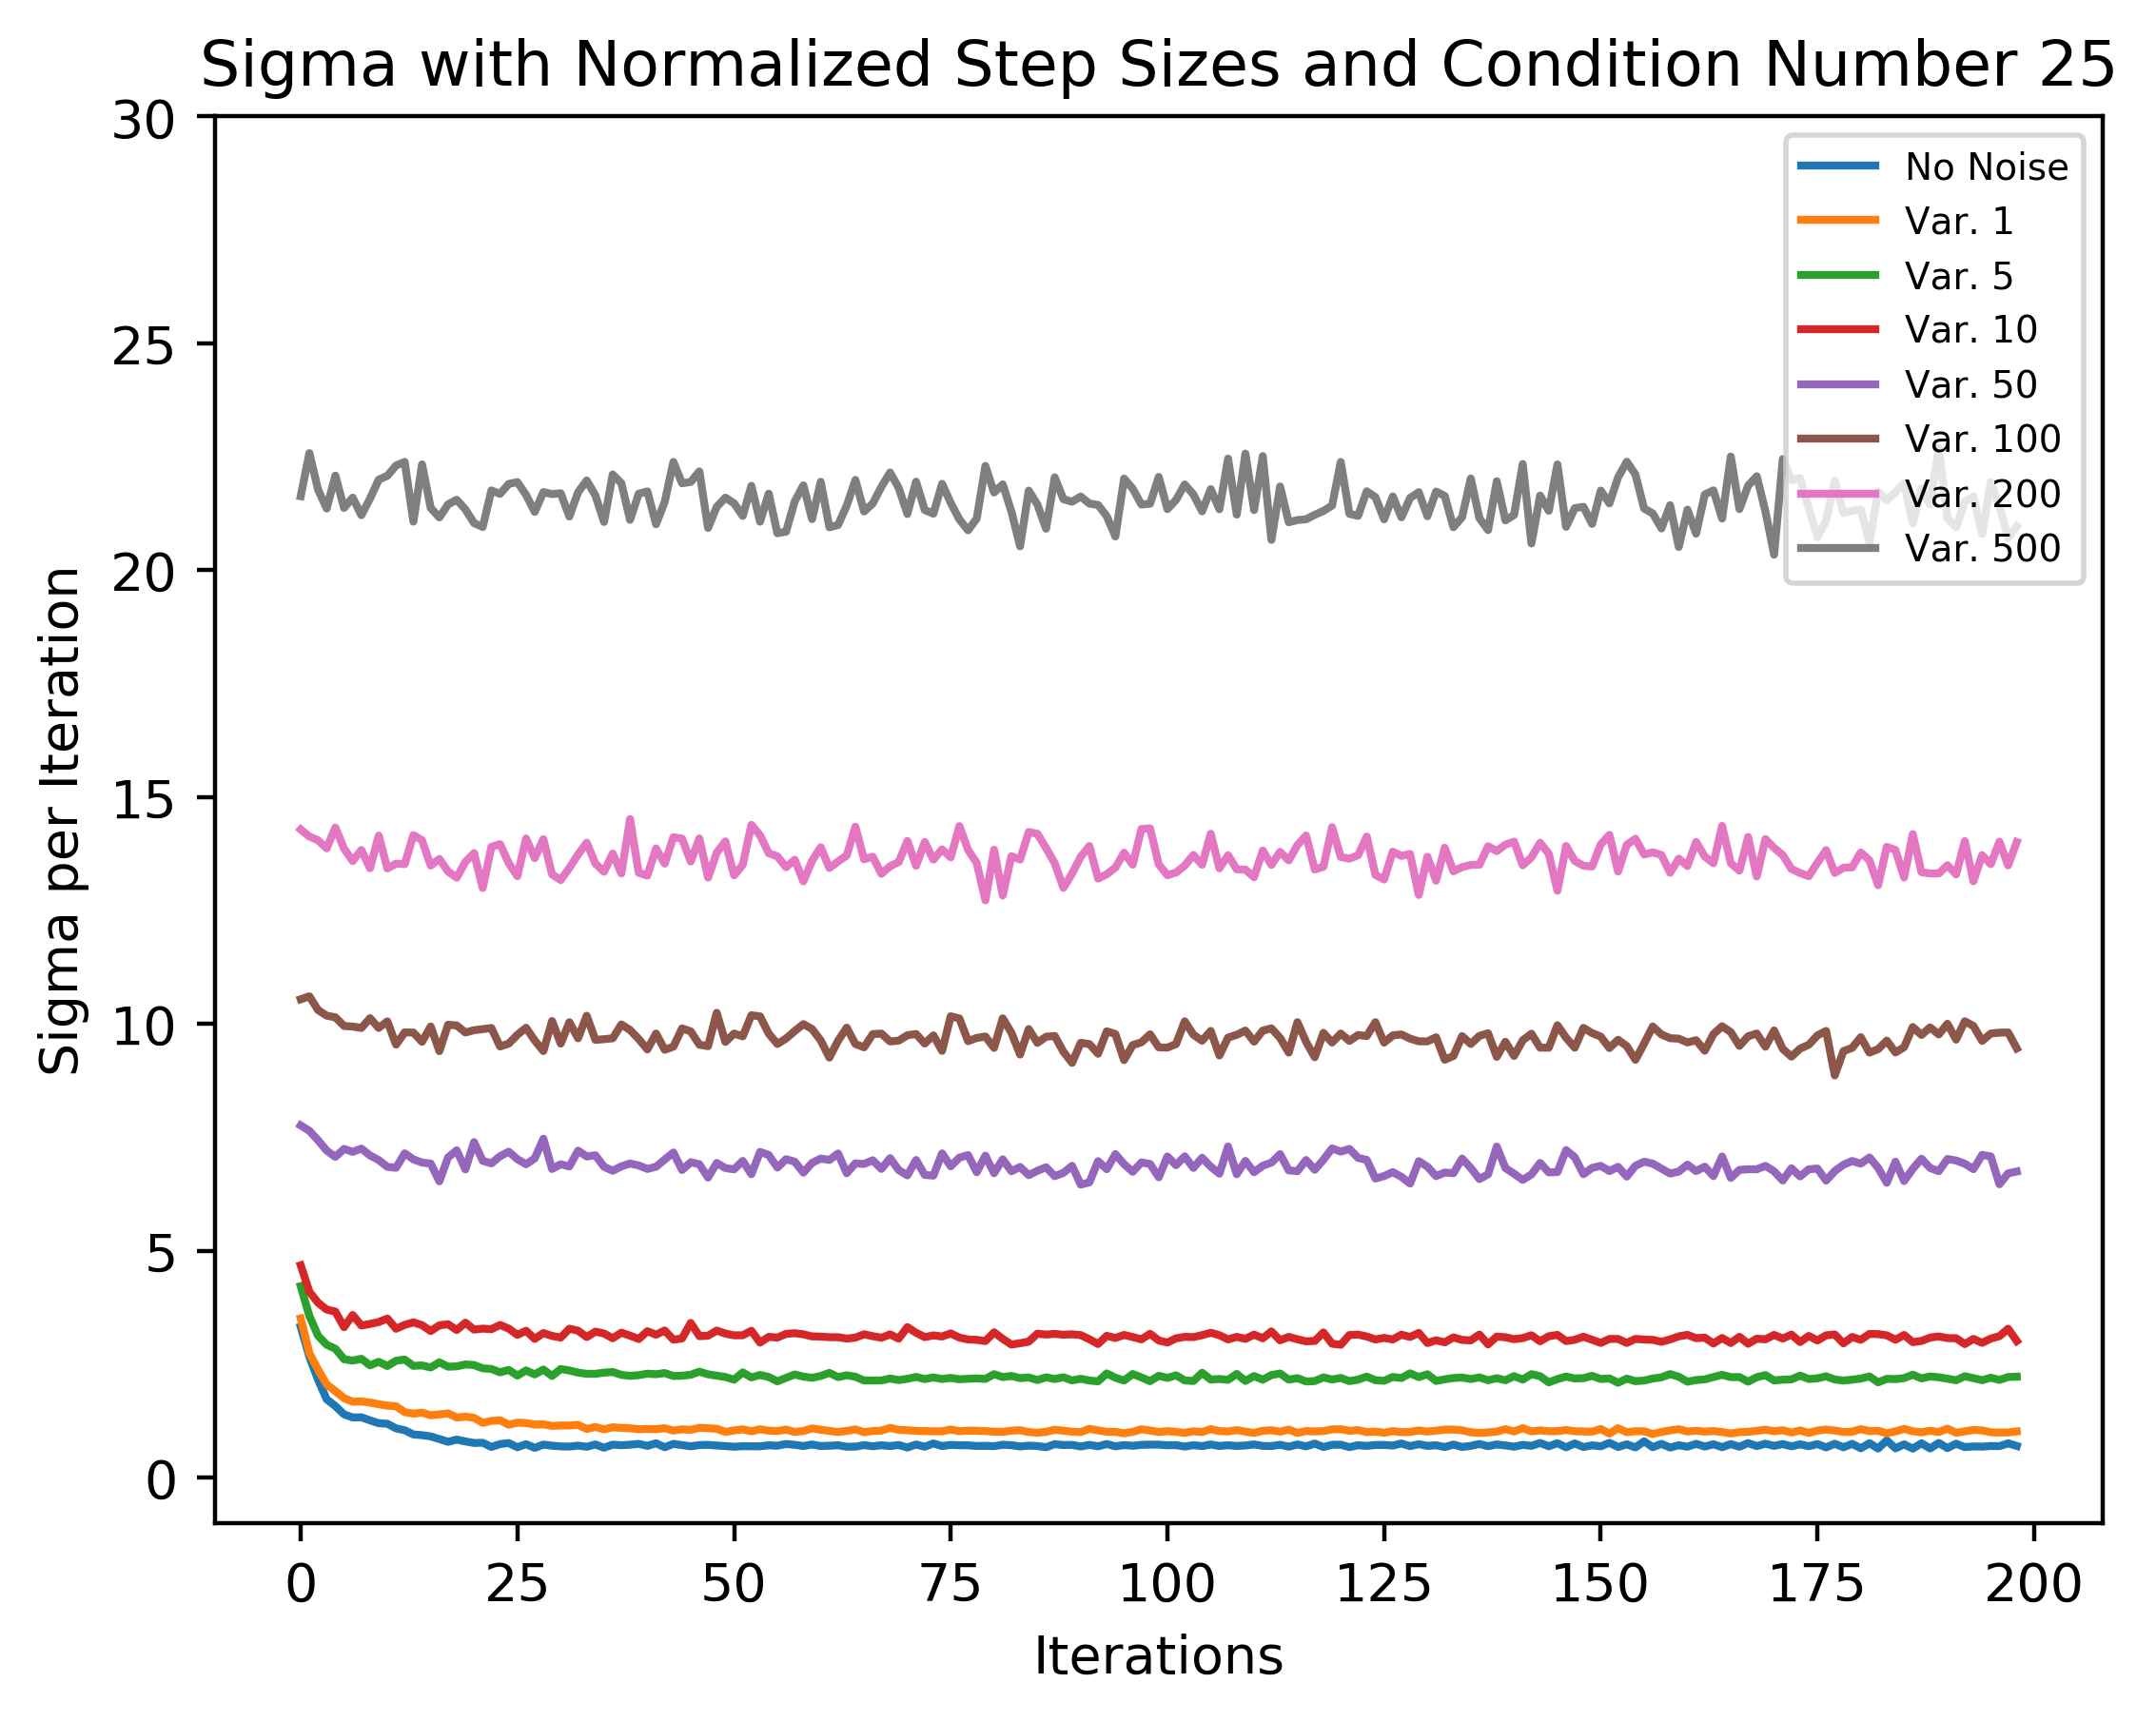 Sigma with Normalized Step Sizes and Condition Number 25
30
25
20
15
10
5
0
Sigma per Iteration
No Noise
Var. 1
Var. 5
Var. 10
Var. 50
Var. 100
Var. 200
Var. 500
0 25 50 75 100 125 150 175 200
Iterations